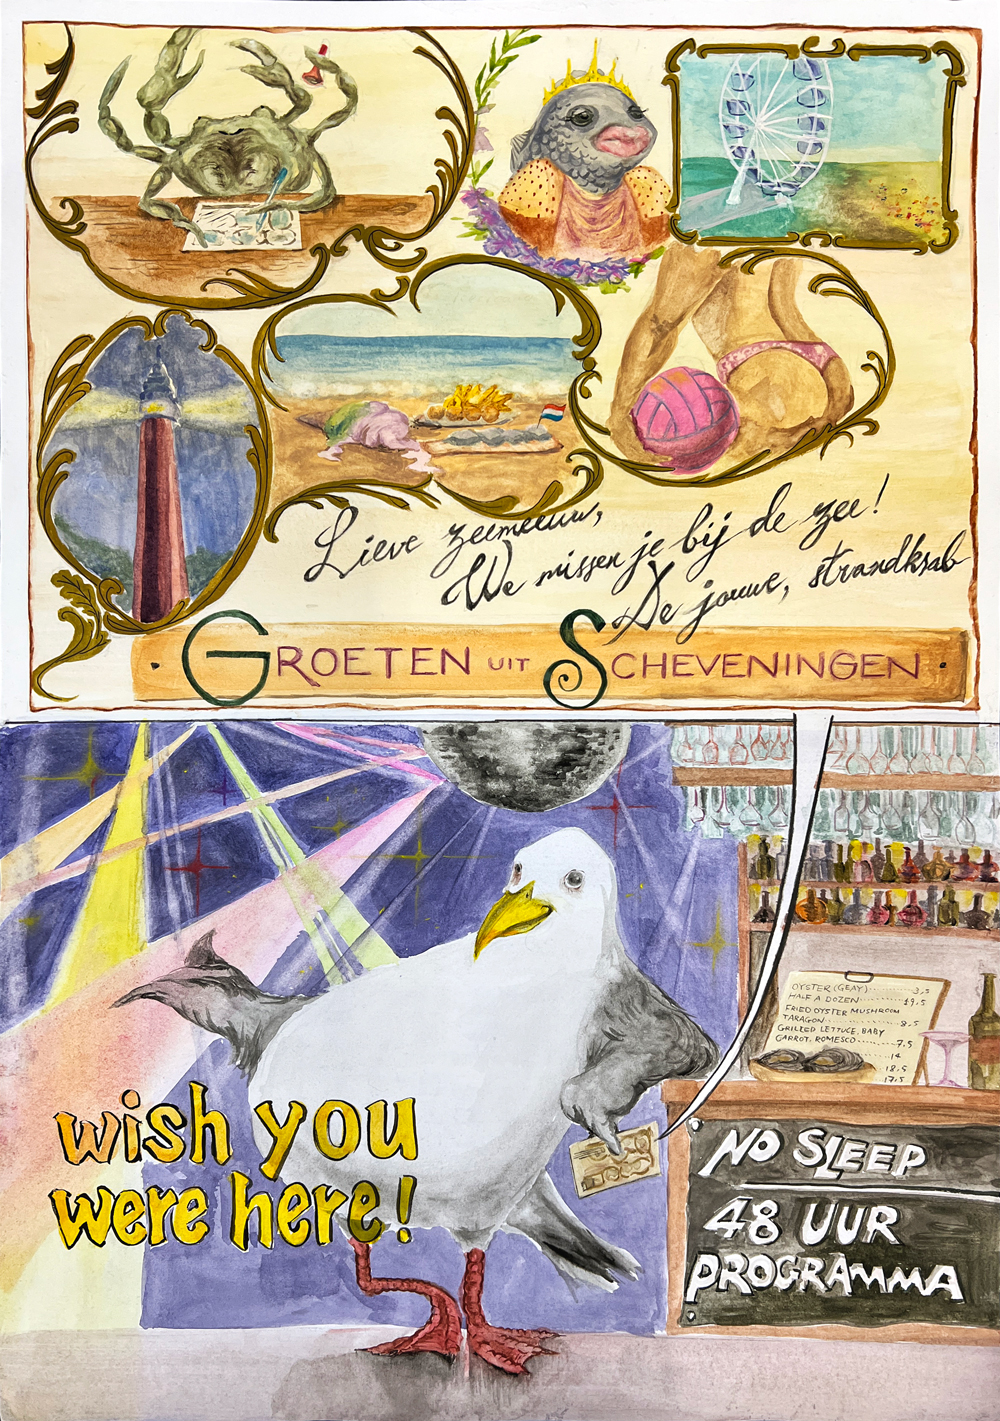 Lieve zeemeeuw,
We missen je bij de zee!
De jouwe, strandkrab
GROETEN UIT SCHEVENINGEN
OYSTER (GEAY) 3,5
HALF A DOZEN 19,5
FRIED OYSTER MUSHROOM
TARAGON 8,5
GRILLED LETTUCE, BABY
CARROT, ROMESCO 7.5
14
18,5
17,5
wish you
were here!
NO SLEEP
48 UUR
PROGRAMMA